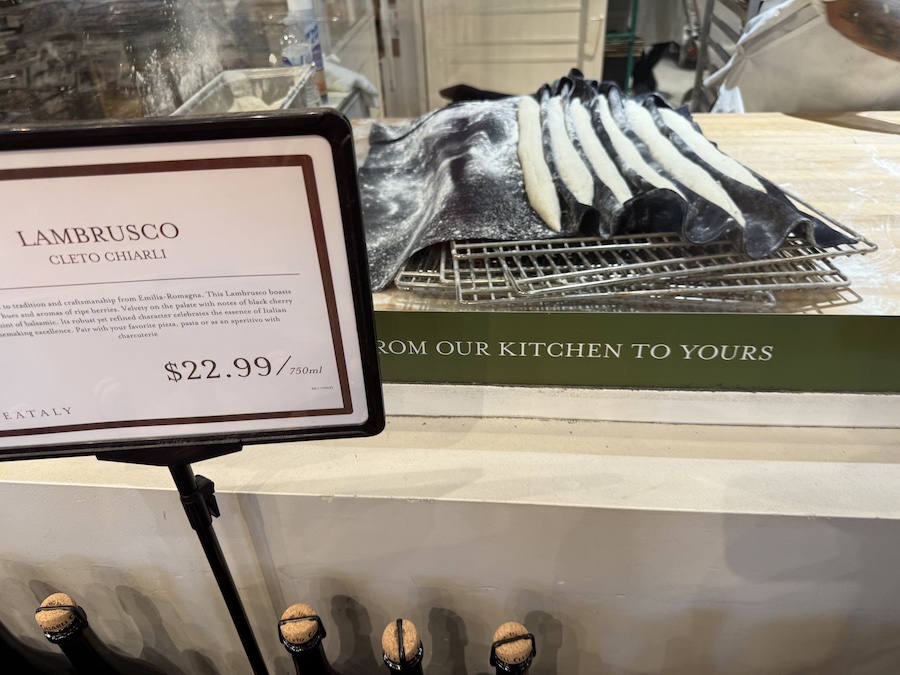 LAMBRUSCO
CLETO CHIARLI
to tradition and craftsmanship from Emilia-Romagna. This Lambrusco boasts
hues and aromas of ripe berries. Velvety on the palate with notes of black cherry
of balsamic. Its robust yet refined character celebrates the essence of Italian
excellence. Pair with your favorite pizza, pasta or as an aperitivo with
charcuterie
$22.99/750ml
EATALY
ROM OUR KITCHEN TO YOURS